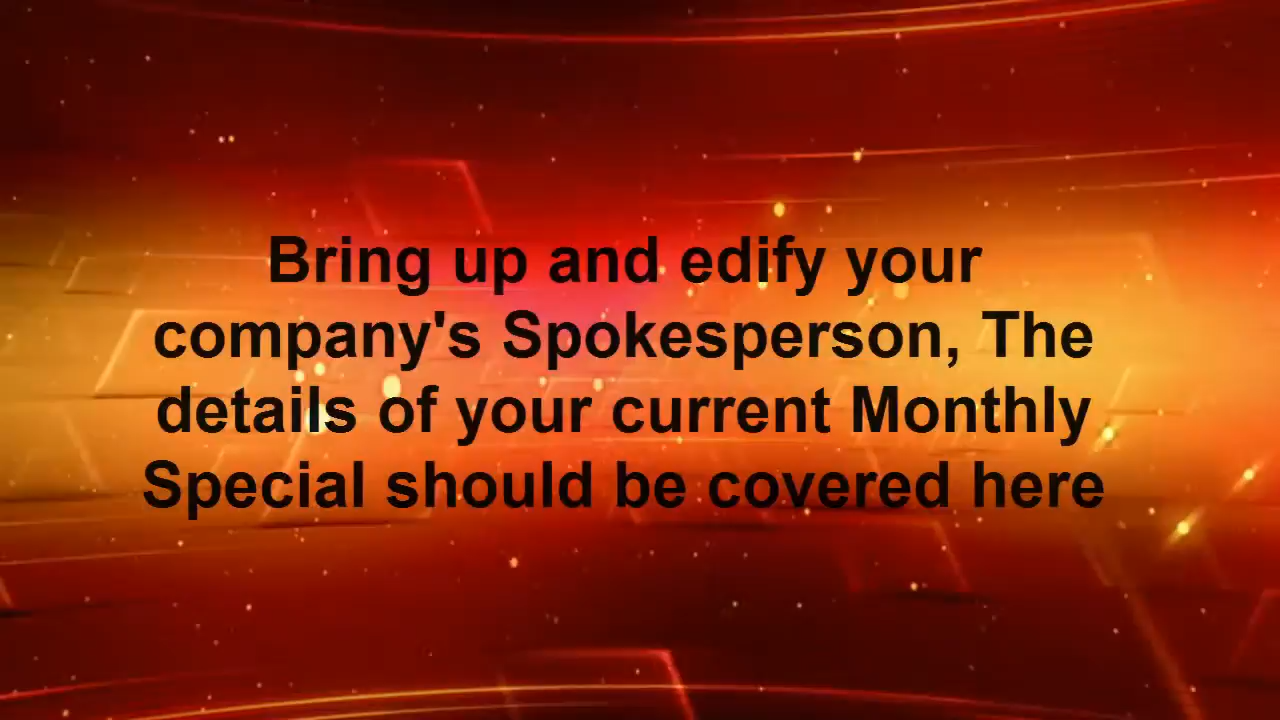 Bring up and edify your
company's Spokesperson, The
details of your current Monthly
Special should be covered here